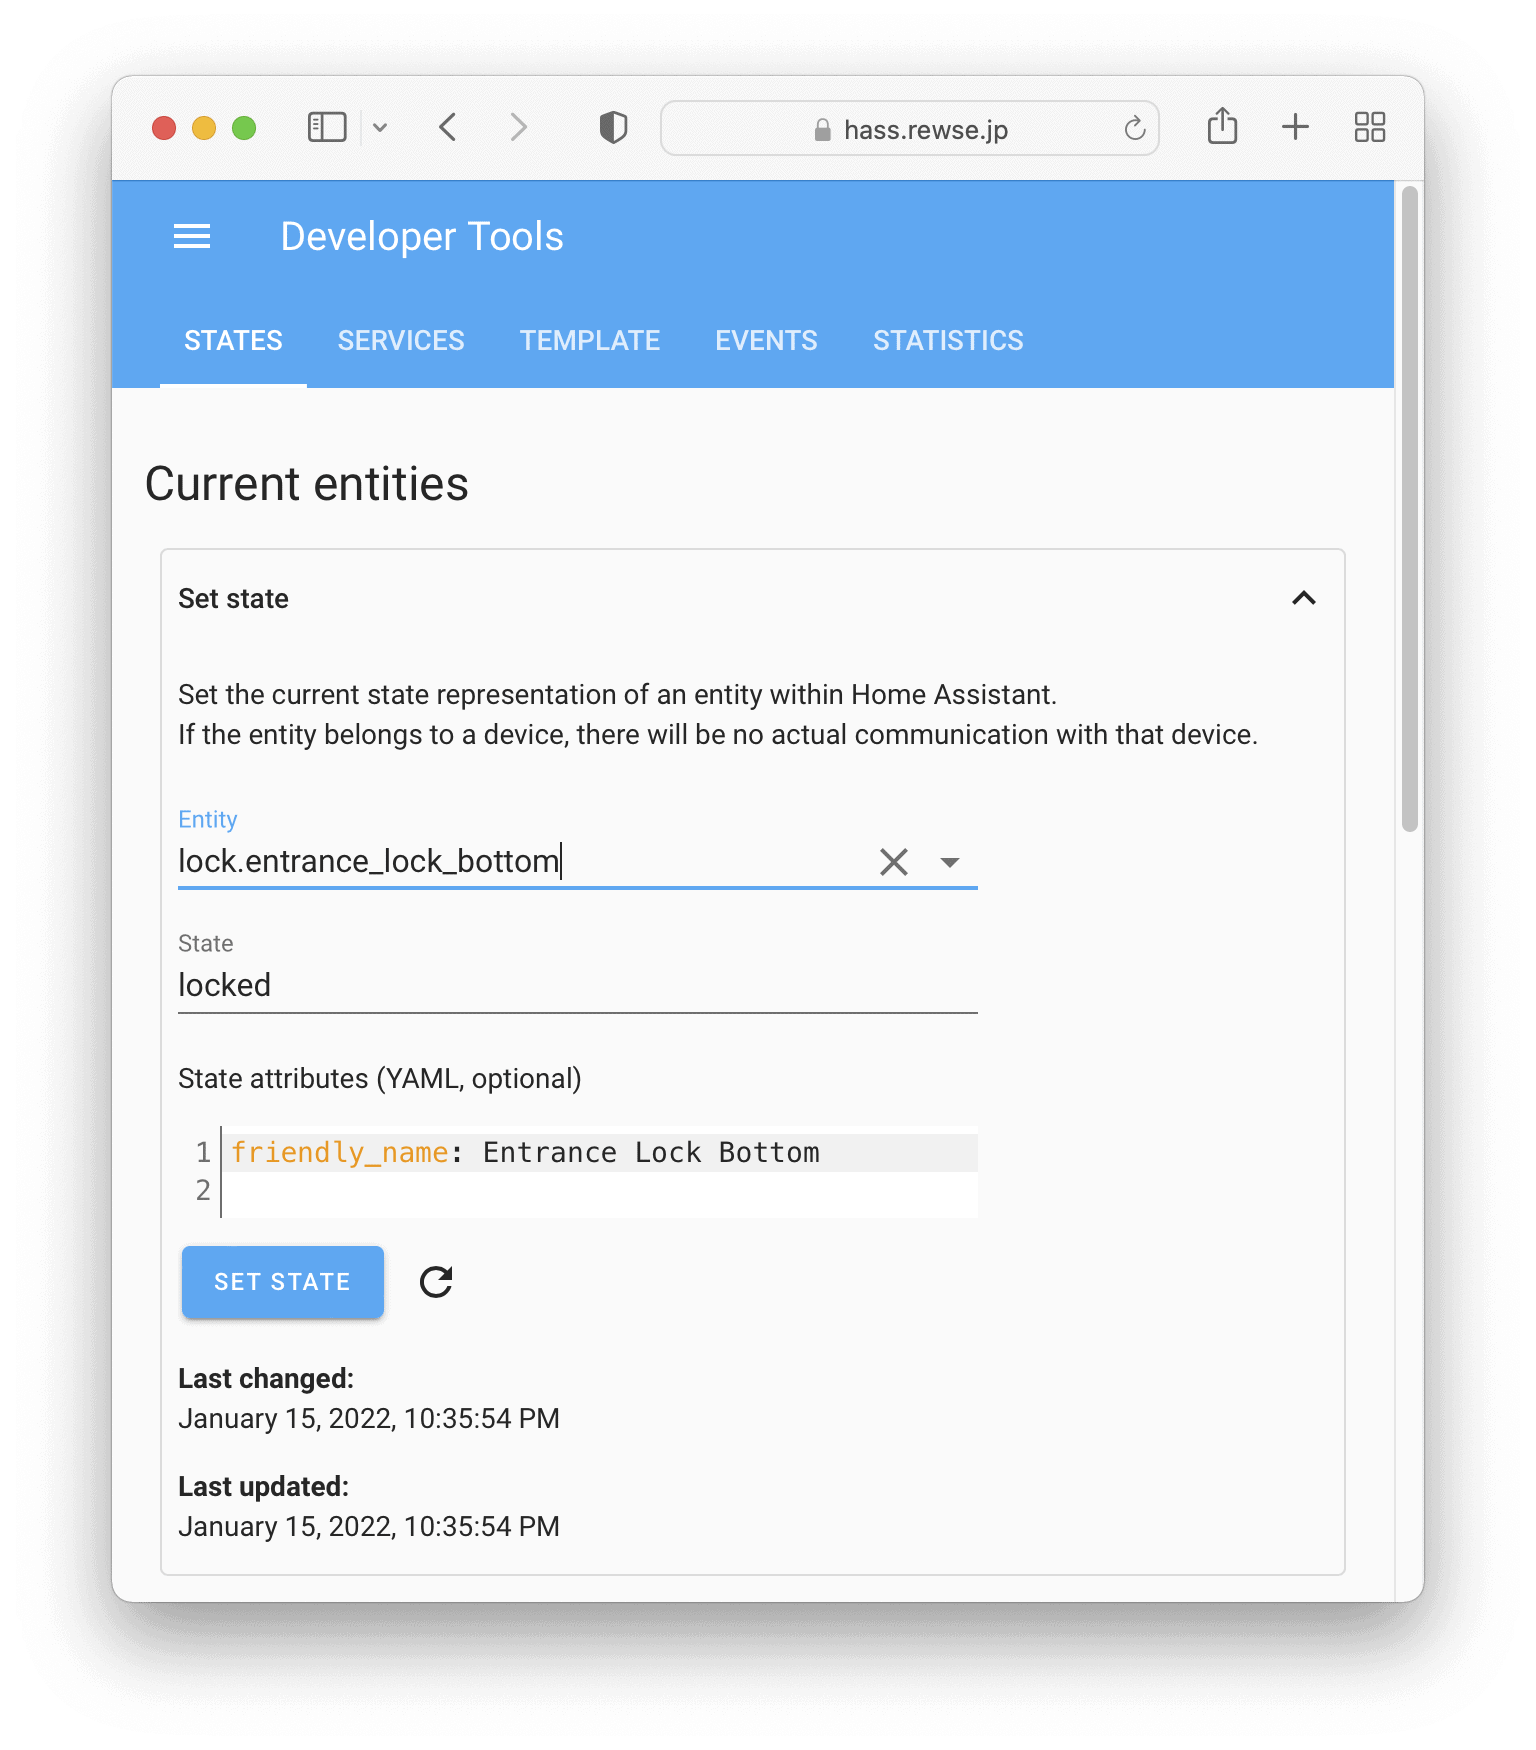 hass.rewse.jp
Developer Tools
STATES SERVICES TEMPLATE EVENTS STATISTICS
Current entities
Set state
Set the current state representation of an entity within Home Assistant.
If the entity belongs to a device, there will be no actual communication with that device.
Entity
lock.entrance_lock_bottom
State
locked
State attributes (YAML, optional)
1 friendly_name: Entrance Lock Bottom
2
SET STATE
Last changed:
January 15, 2022, 10:35:54 PM
Last updated:
January 15, 2022, 10:35:54 PM